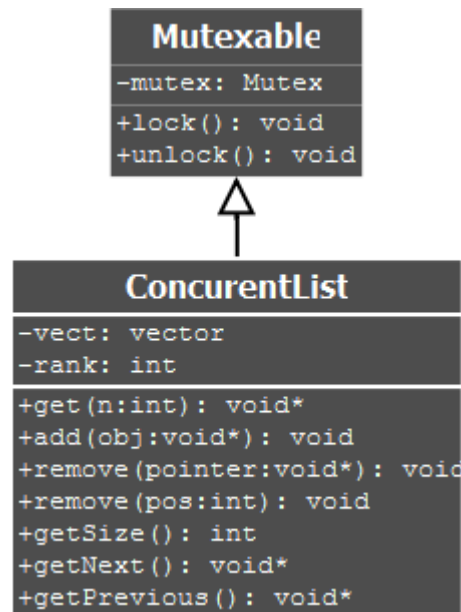 Mutexable
-mutex: Mutex
+lock(): void
+unlock(): void
ConcurentList
-vect: vector
-rank: int
+get(n:int): void*
+add(obj:void*): void
+remove(pointer:void*): void
+remove(pos:int): void
+getSize(): int
+getNext(): void*
+getPrevious(): void*